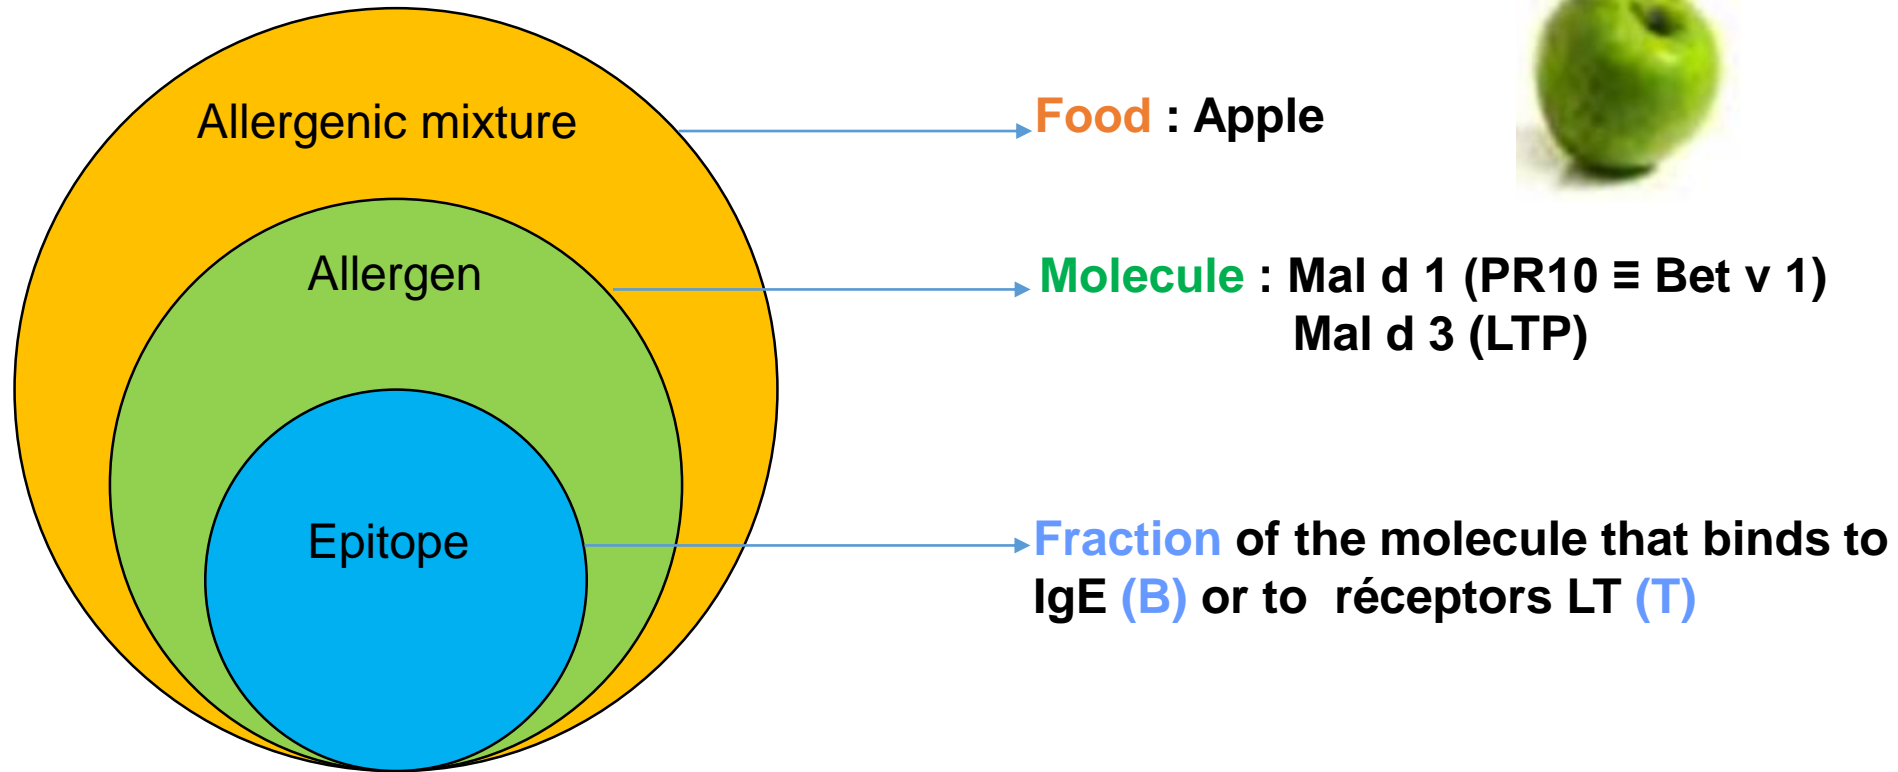 Allergenic mixture
Food : Apple
Allergen
Molecule : Mal d 1 (PR10 ≡ Bet v 1)
Mal d 3 (LTP)
Epitope
Fraction of the molecule that binds to
IgE (B) or to réceptors LT (T)